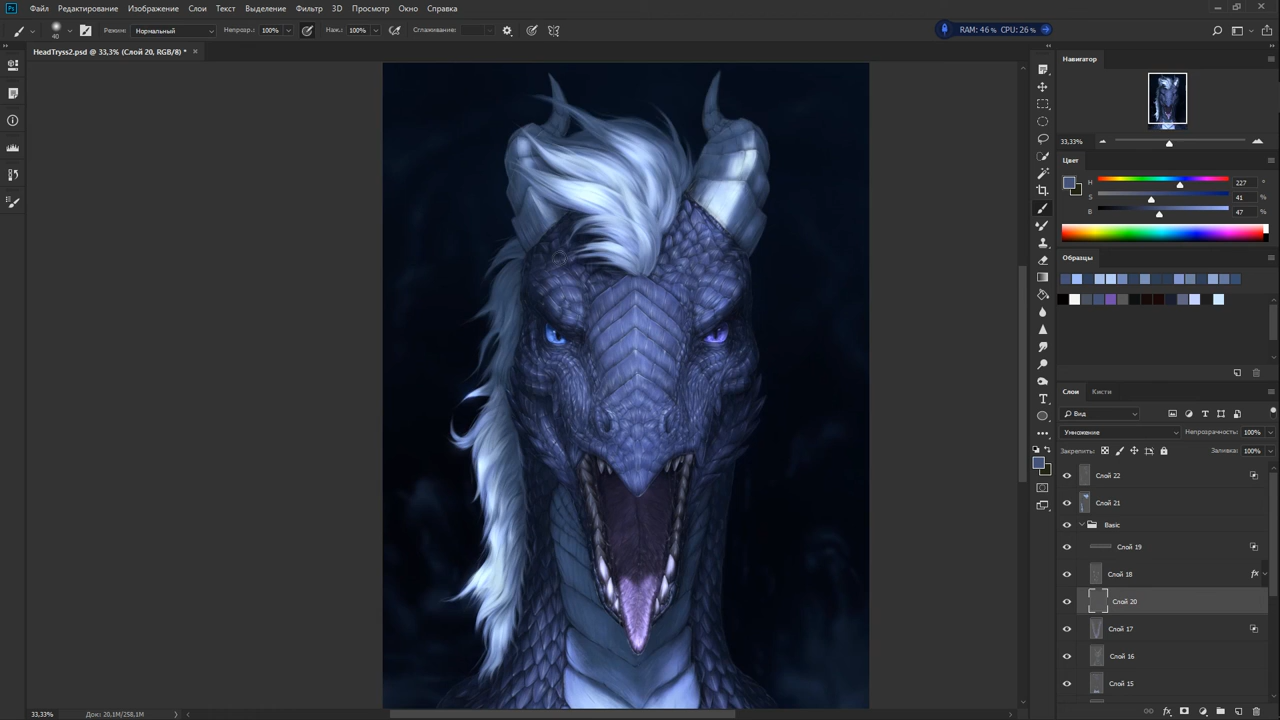 Файл Редактирование Изображение Слои Текст Выделение Фильтр 3D Просмотр Окно Справка
40 Режим: Нормальный Непрозр.: 100% Наж.: 100% Сглаживание: RAM: 46 % CPU: 26 %
HeadTryss2.psd @ 33,3% (Слой 20, RGB/8) * ×
Навигатор
33,33%
Цвет
H 227 °
S 41 %
B 47 %
Образцы
Слои Кисти
Вид
Умножение Непрозрачность: 100%
Закрепить: Заливка: 100%
Слой 22
Слой 21
Basic
Слой 19
Слой 18 fx
Слой 20
Слой 17
Слой 16
Слой 15
33,33% Док: 20,1M/258,1M